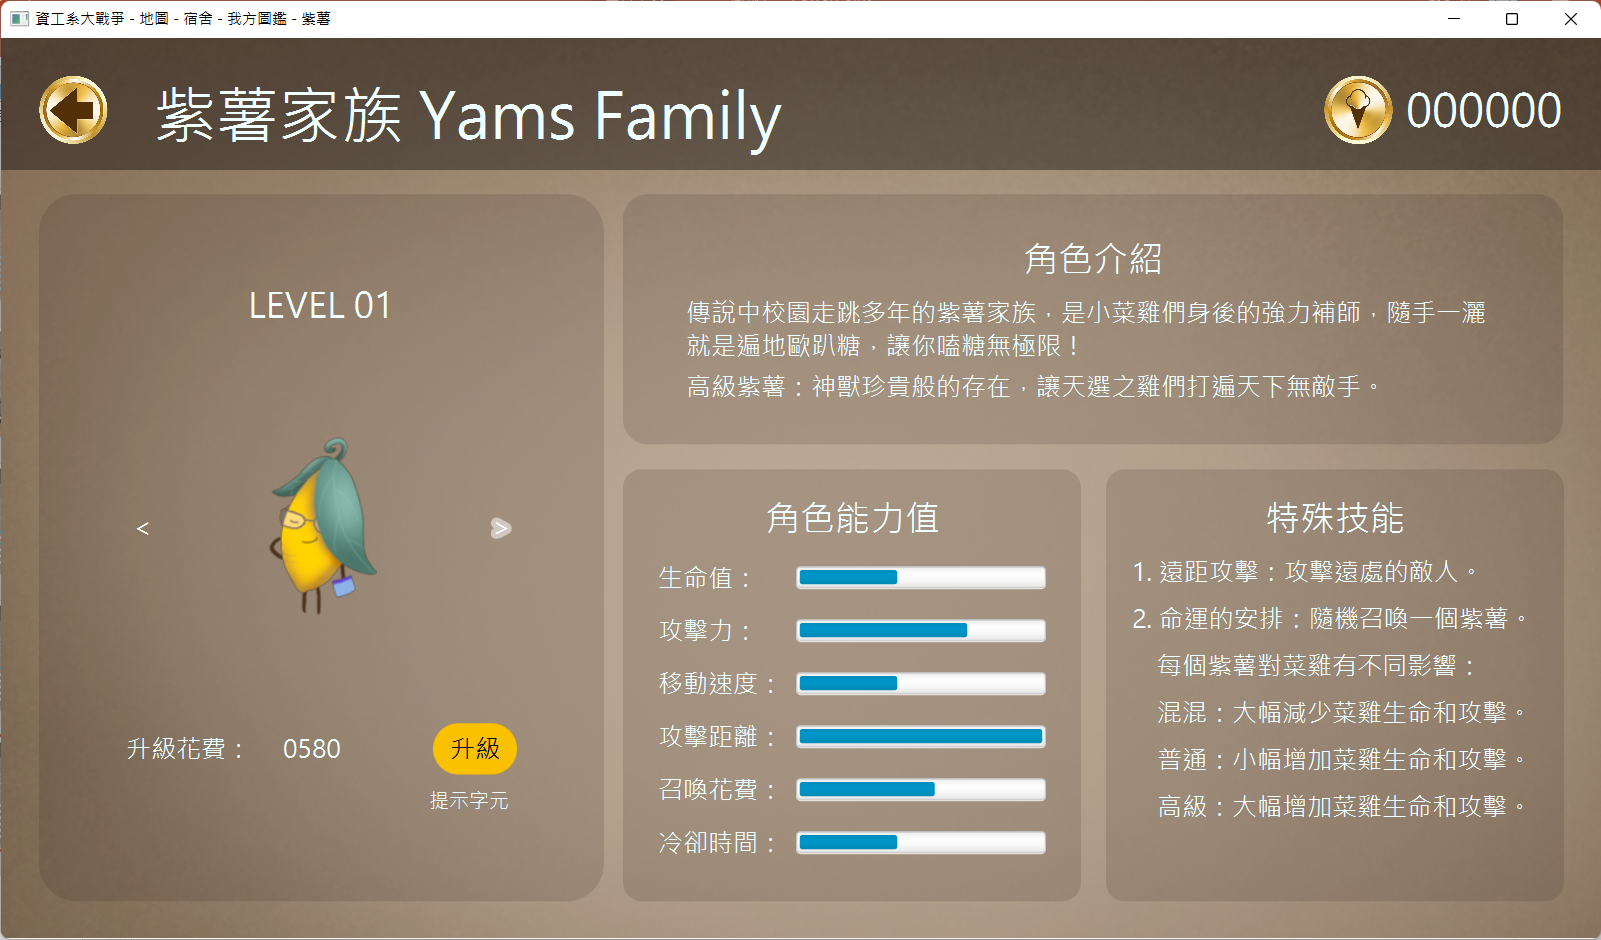 資工系大戰爭 - 地圖 - 宿舍 - 我方圖鑑 - 紫薯
紫薯家族 Yams Family
000000
LEVEL 01
<
>
升級花費： 0580
升級
提示字元
角色介紹
傳說中校園走跳多年的紫薯家族，是小菜雞們身後的強力補師，隨手一灑
就是遍地歐趴糖，讓你嗑糖無極限！
高級紫薯：神獸珍貴般的存在，讓天選之雞們打遍天下無敵手。
角色能力值
生命值：
攻擊力：
移動速度：
攻擊距離：
召喚花費：
冷卻時間：
特殊技能
1. 遠距攻擊：攻擊遠處的敵人。
2. 命運的安排：隨機召喚一個紫薯。
每個紫薯對菜雞有不同影響：
混混：大幅減少菜雞生命和攻擊。
普通：小幅增加菜雞生命和攻擊。
高級：大幅增加菜雞生命和攻擊。